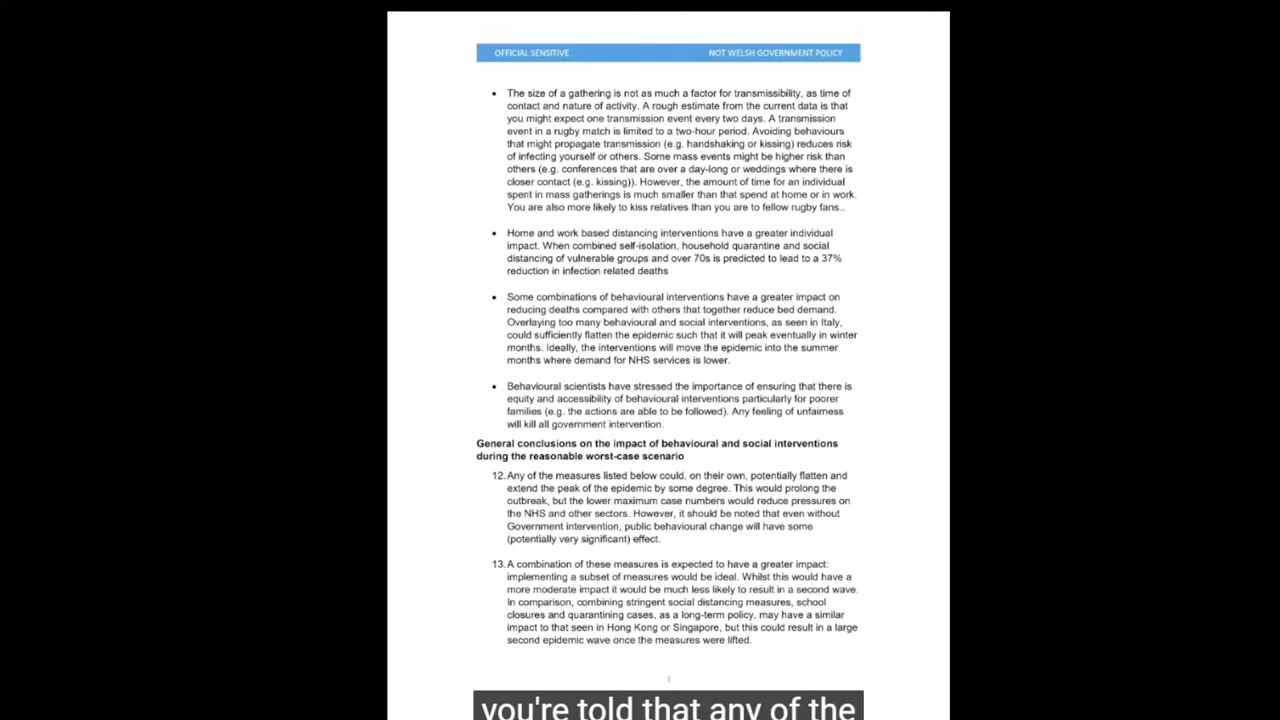 OFFICIAL SENSITIVE NOT WELSH GOVERNMENT POLICY
• The size of a gathering is not as much a factor for transmissibility, as time of
contact and nature of activity. A rough estimate from the current data is that
you might expect one transmission event every two days. A transmission
event in a rugby match is limited to a two-hour period. Avoiding behaviours
that might propagate transmission (e.g. handshaking or kissing) reduces risk
of infecting yourself or others. Some mass events might be higher risk than
others (e.g. conferences that are over a day-long or weddings where there is
closer contact (e.g. kissing)). However, the amount of time for an individual
spent in mass gatherings is much smaller than that spend at home or in work.
You are also more likely to kiss relatives than you are to fellow rugby fans..
• Home and work based distancing interventions have a greater individual
impact. When combined self-isolation, household quarantine and social
distancing of vulnerable groups and over 70s is predicted to lead to a 37%
reduction in infection related deaths
• Some combinations of behavioural interventions have a greater impact on
reducing deaths compared with others that together reduce bed demand.
Overlaying too many behavioural and social interventions, as seen in Italy,
could sufficiently flatten the epidemic such that it will peak eventually in winter
months. Ideally, the interventions will move the epidemic into the summer
months where demand for NHS services is lower.
• Behavioural scientists have stressed the importance of ensuring that there is
equity and accessibility of behavioural interventions particularly for poorer
families (e.g. the actions are able to be followed). Any feeling of unfairness
will kill all government intervention.
General conclusions on the impact of behavioural and social interventions
during the reasonable worst-case scenario
12. Any of the measures listed below could, on their own, potentially flatten and
extend the peak of the epidemic by some degree. This would prolong the
outbreak, but the lower maximum case numbers would reduce pressures on
the NHS and other sectors. However, it should be noted that even without
Government intervention, public behavioural change will have some
(potentially very significant) effect.
13. A combination of these measures is expected to have a greater impact:
implementing a subset of measures would be ideal. Whilst this would have a
more moderate impact it would be much less likely to result in a second wave.
In comparison, combining stringent social distancing measures, school
closures and quarantining cases, as a long-term policy, may have a similar
impact to that seen in Hong Kong or Singapore, but this could result in a large
second epidemic wave once the measures were lifted.
3
you're told that any of the